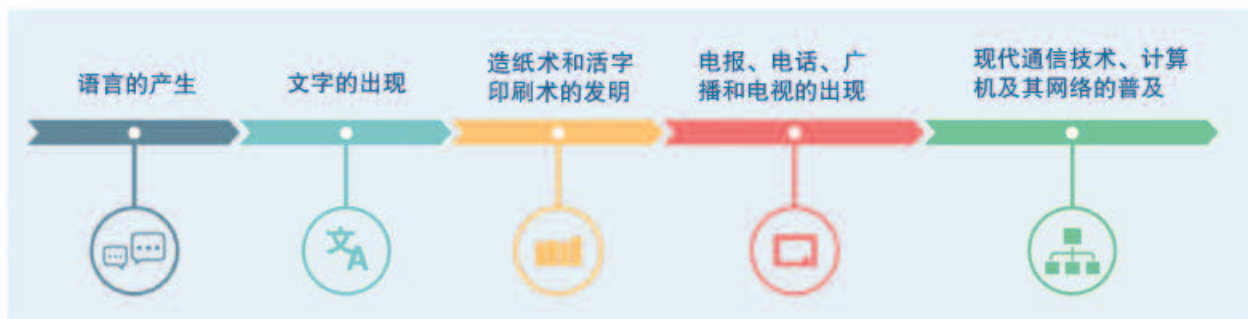 语言的产生
文字的出现
造纸术和活字
印刷术的发明
电报、电话、广
播和电视的出现
现代通信技术、计算
机及其网络的普及
文A